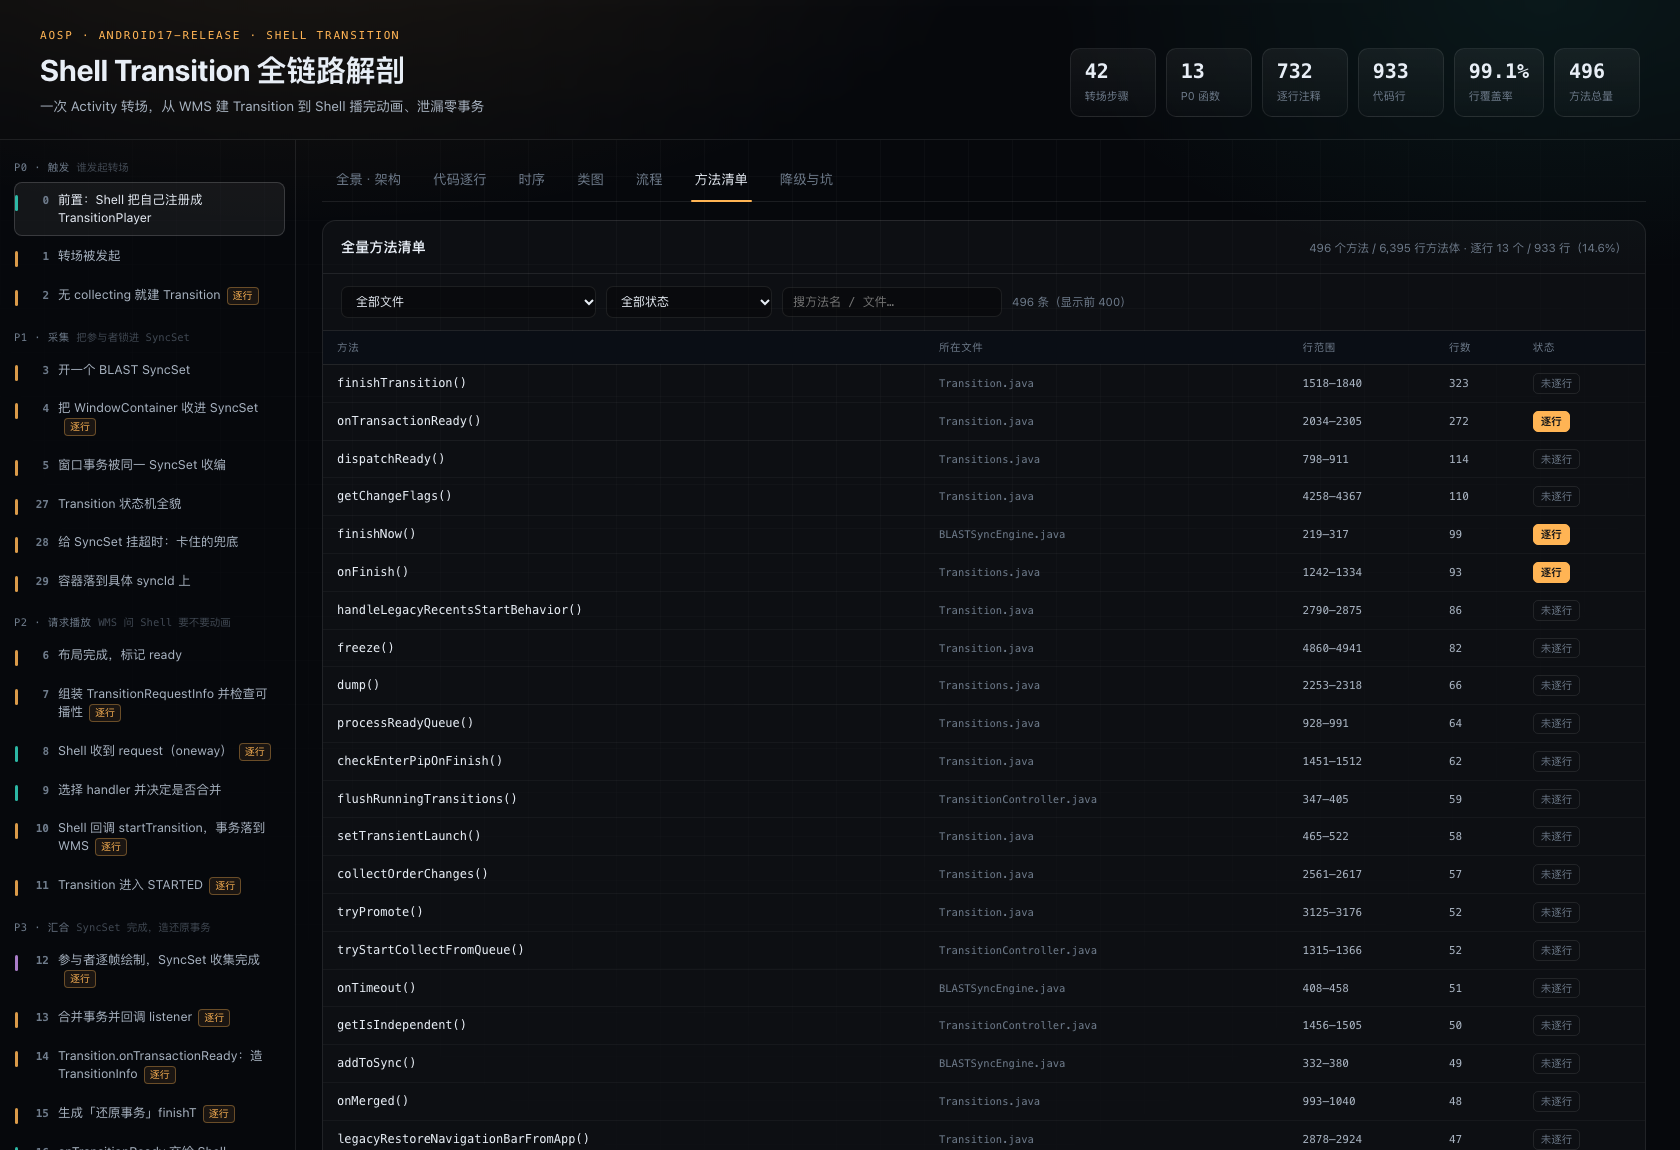 AOSP · ANDROID17-RELEASE · SHELL TRANSITION
Shell Transition 全链路解剖
一次 Activity 转场，从 WMS 建 Transition 到 Shell 播完动画、泄漏零事务
42
转场步骤
13
P0 函数
732
逐行注释
933
代码行
99.1%
行覆盖率
496
方法总量
P0 · 触发 谁发起转场
0 前置：Shell 把自己注册成
TransitionPlayer
1 转场被发起
2 无 collecting 就建 Transition 逐行
P1 · 采集 把参与者锁进 SyncSet
3 开一个 BLAST SyncSet
4 把 WindowContainer 收进 SyncSet
逐行
5 窗口事务被同一 SyncSet 收编
27 Transition 状态机全貌
28 给 SyncSet 挂超时：卡住的兜底
29 容器落到具体 syncId 上
P2 · 请求播放 WMS 问 Shell 要不要动画
6 布局完成，标记 ready
7 组装 TransitionRequestInfo 并检查可
播性 逐行
8 Shell 收到 request（oneway） 逐行
9 选择 handler 并决定是否合并
10 Shell 回调 startTransition，事务落到
WMS 逐行
11 Transition 进入 STARTED 逐行
P3 · 汇合 SyncSet 完成，造还原事务
12 参与者逐帧绘制，SyncSet 收集完成
逐行
13 合并事务并回调 listener 逐行
14 Transition.onTransactionReady：造
TransitionInfo 逐行
15 生成「还原事务」finishT 逐行
全景 · 架构
代码逐行
时序
类图
流程
方法清单
降级与坑
全量方法清单
496 个方法 / 6,395 行方法体 · 逐行 13 个 / 933 行（14.6%）
全部文件
全部状态
搜方法名 / 文件…
496 条（显示前 400）
方法 所在文件 行范围 行数 状态
finishTransition() Transition.java 1518–1840 323 未逐行
onTransactionReady() Transition.java 2034–2305 272 逐行
dispatchReady() Transitions.java 798–911 114 未逐行
getChangeFlags() Transition.java 4258–4367 110 未逐行
finishNow() BLASTSyncEngine.java 219–317 99 逐行
onFinish() Transitions.java 1242–1334 93 逐行
handleLegacyRecentsStartBehavior() Transition.java 2790–2875 86 未逐行
freeze() Transition.java 4860–4941 82 未逐行
dump() Transitions.java 2253–2318 66 未逐行
processReadyQueue() Transitions.java 928–991 64 未逐行
checkEnterPipOnFinish() Transition.java 1451–1512 62 未逐行
flushRunningTransitions() TransitionController.java 347–405 59 未逐行
setTransientLaunch() Transition.java 465–522 58 未逐行
collectOrderChanges() Transition.java 2561–2617 57 未逐行
tryPromote() Transition.java 3125–3176 52 未逐行
tryStartCollectFromQueue() TransitionController.java 1315–1366 52 未逐行
onTimeout() BLASTSyncEngine.java 408–458 51 未逐行
getIsIndependent() TransitionController.java 1456–1505 50 未逐行
addToSync() BLASTSyncEngine.java 332–380 49 未逐行
onMerged() Transitions.java 993–1040 48 未逐行
legacyRestoreNavigationBarFromApp() Transition.java 2878–2924 47 未逐行